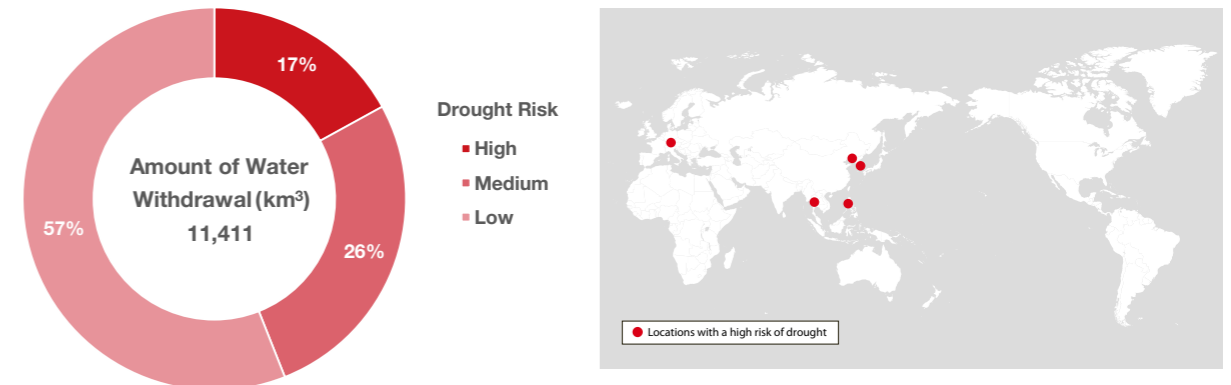 17%
Drought Risk
High
Medium
Low
Amount of Water
Withdrawal (km³)
11,411
57%
26%
Locations with a high risk of drought